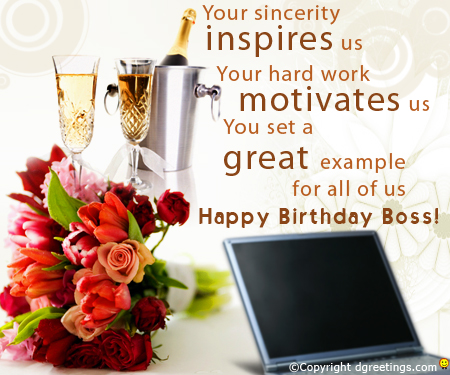 Your sincerity
inspires us
Your hard work
motivates us
You set a
great example
for all of us
Happy Birthday Boss!
©Copyright dgreetings.com